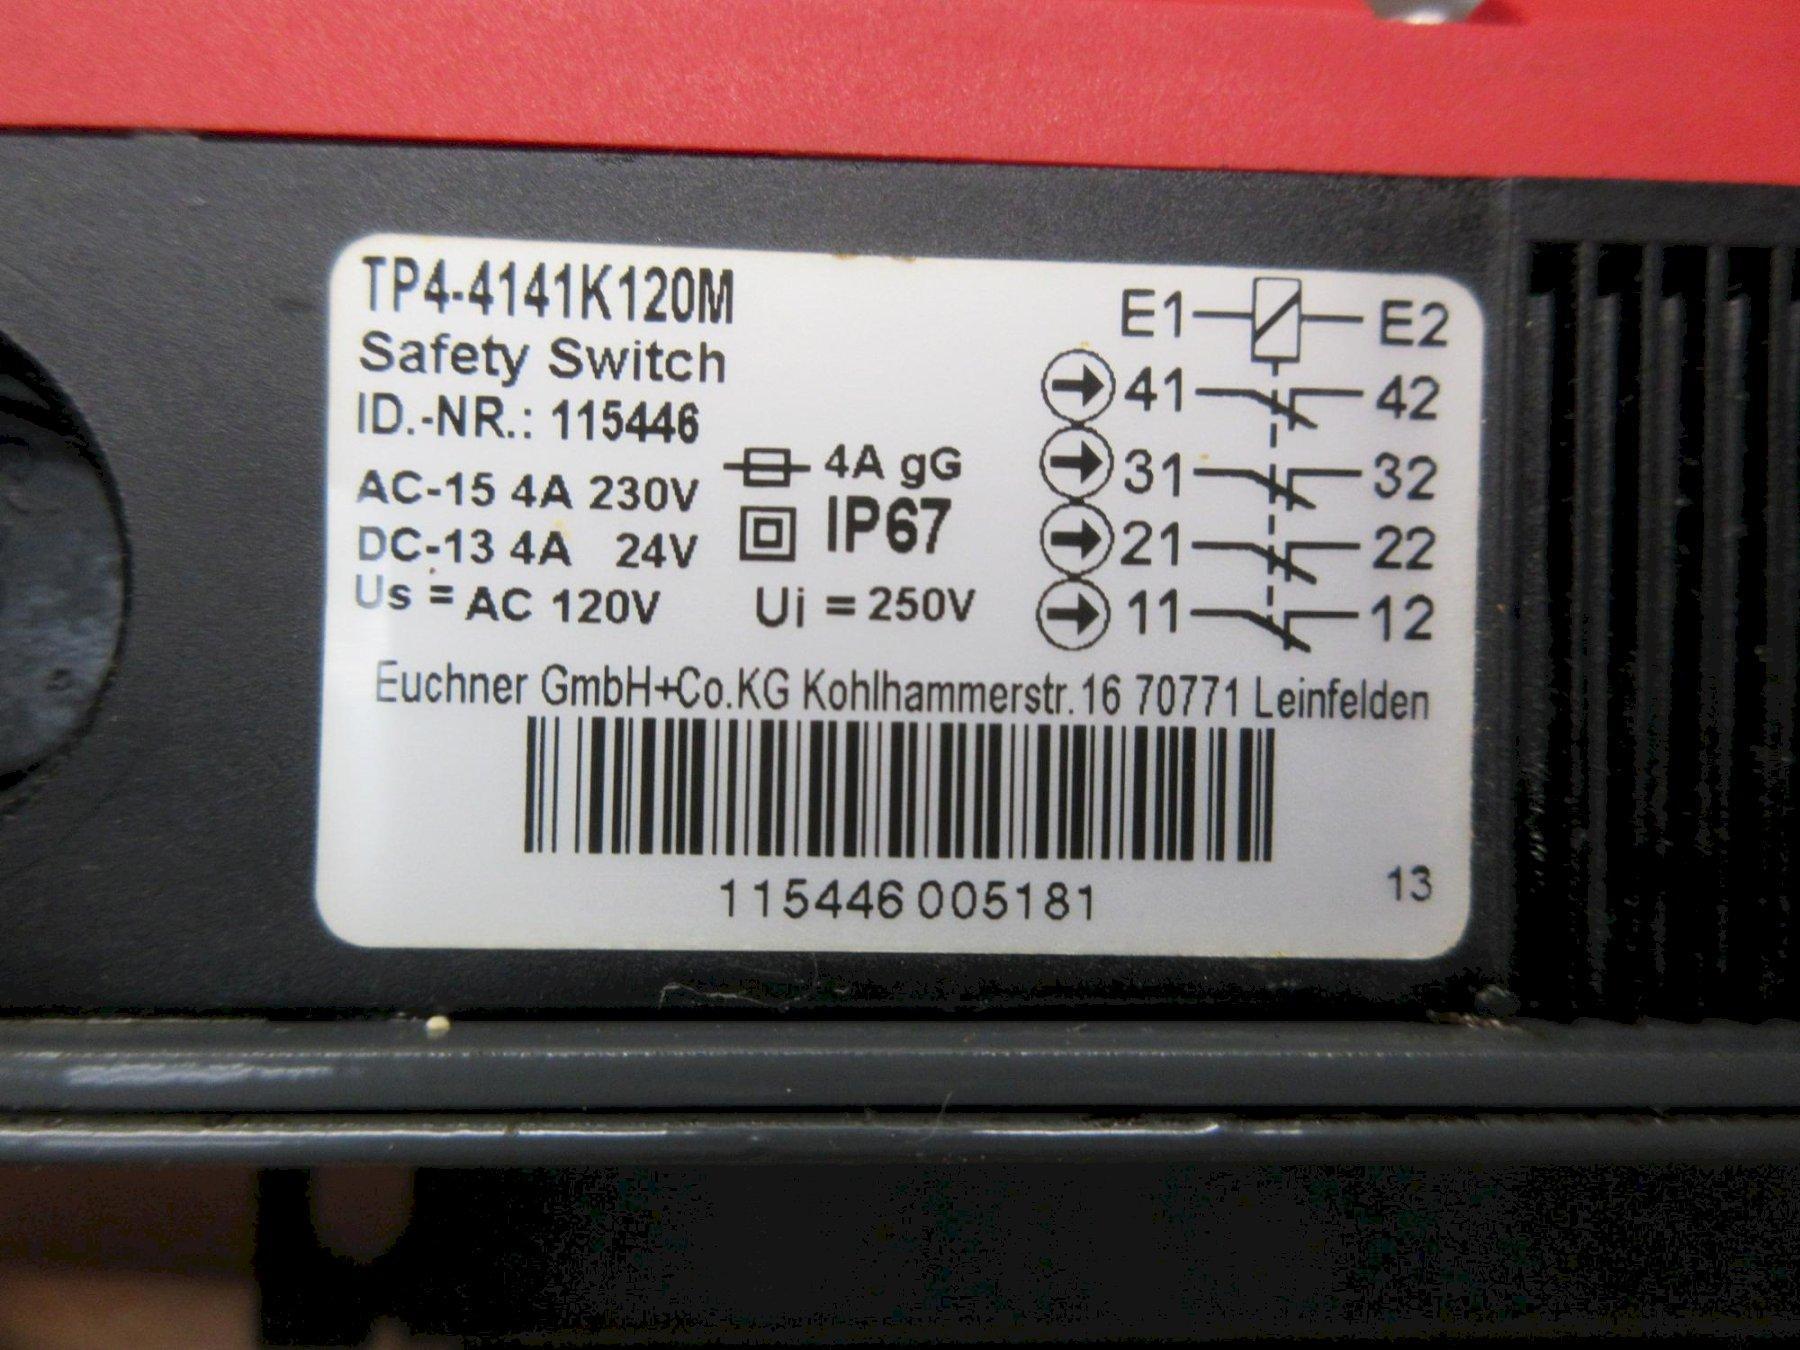 TP4-4141K120M
Safety Switch
ID.-NR.: 115446
AC-15 4A 230V
DC-13 4A 24V
Us = AC 120V
4A gG
IP67
Ui = 250V
E1 E2
41 42
31 32
21 22
11 12
Euchner GmbH+Co.KG Kohlhammerstr. 16 70771 Leinfelden
115446 005181
13